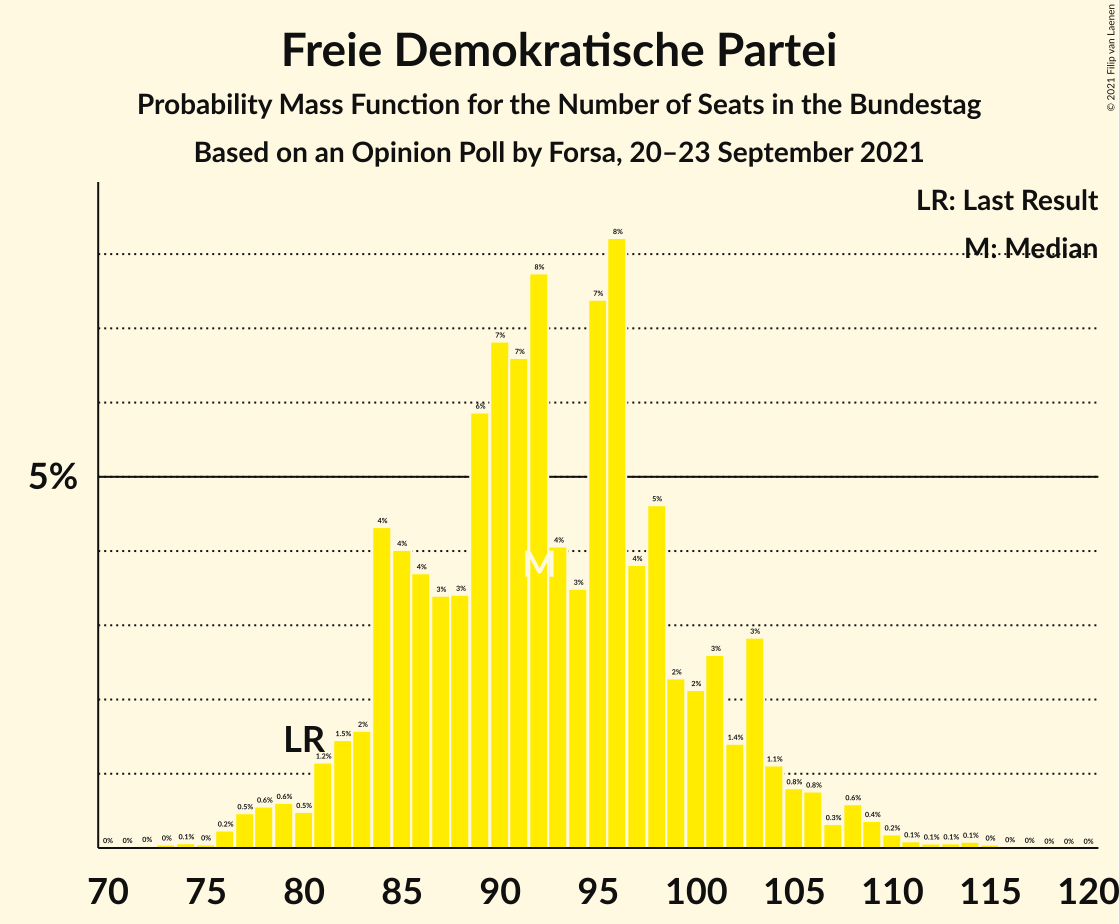 Freie Demokratische Partei
Probability Mass Function for the Number of Seats in the Bundestag
Based on an Opinion Poll by Forsa, 20–23 September 2021
© 2021 Filip van Laenen
LR: Last Result
M: Median
5%
LR
M
0% 0% 0% 0% 0.1% 0% 0.2% 0.5% 0.6% 0.6% 0.5% 1.2% 1.5% 2% 4% 4% 4% 3% 3% 6% 7% 7% 8% 4% 3% 7% 8% 4% 5% 2% 2% 3% 1.4% 3% 1.1% 0.8% 0.8% 0.3% 0.6% 0.4% 0.2% 0.1% 0.1% 0.1% 0.1% 0% 0% 0% 0% 0% 0%
70 75 80 85 90 95 100 105 110 115 120